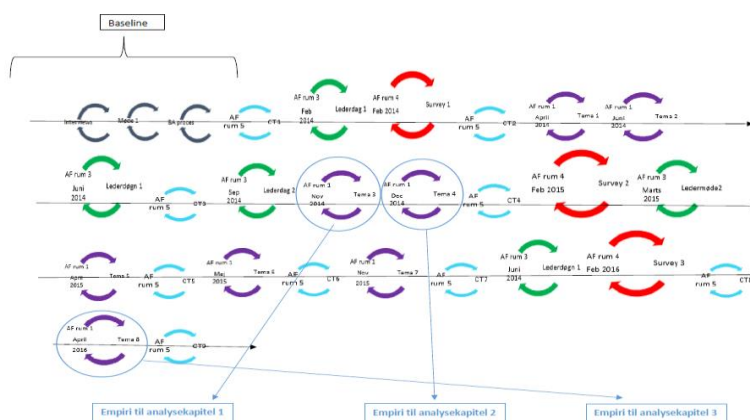 Baseline
Interviews
Møde 1
SA proces
AF rum 5
CT1
AF rum 3
Feb 2014
Lederdag 1
AF rum 4
Feb 2014
Survey 1
AF rum 5
CT2
AF rum 1
April 2014
Tema 1
AF rum 1
Juni 2014
Tema 2
AF rum 3
Juni 2014
Lederdøgn 1
AF rum 5
CT3
AF rum 3
Sep 2014
Lederdag 2
AF rum 1
Nov 2014
Tema 3
AF rum 1
Dec 2014
Tema 4
AF rum 5
CT4
AF rum 4
Feb 2015
Survey 2
AF rum 3
Marts 2015
Ledermøde2
AF rum 1
April 2015
Tema 5
AF rum 5
CT5
AF rum 1
Maj 2015
Tema 6
AF rum 5
CT6
AF rum 1
Nov 2015
Tema 7
AF rum 5
CT7
AF rum 3
Juni 2014
Lederdøgn 1
AF rum 4
Feb 2016
Survey 3
AF rum 5
AF rum 1
April 2016
Tema 8
AF rum 5
CT9
Empiri til analysekapitel 1
Empiri til analysekapitel 2
Empiri til analysekapitel 3